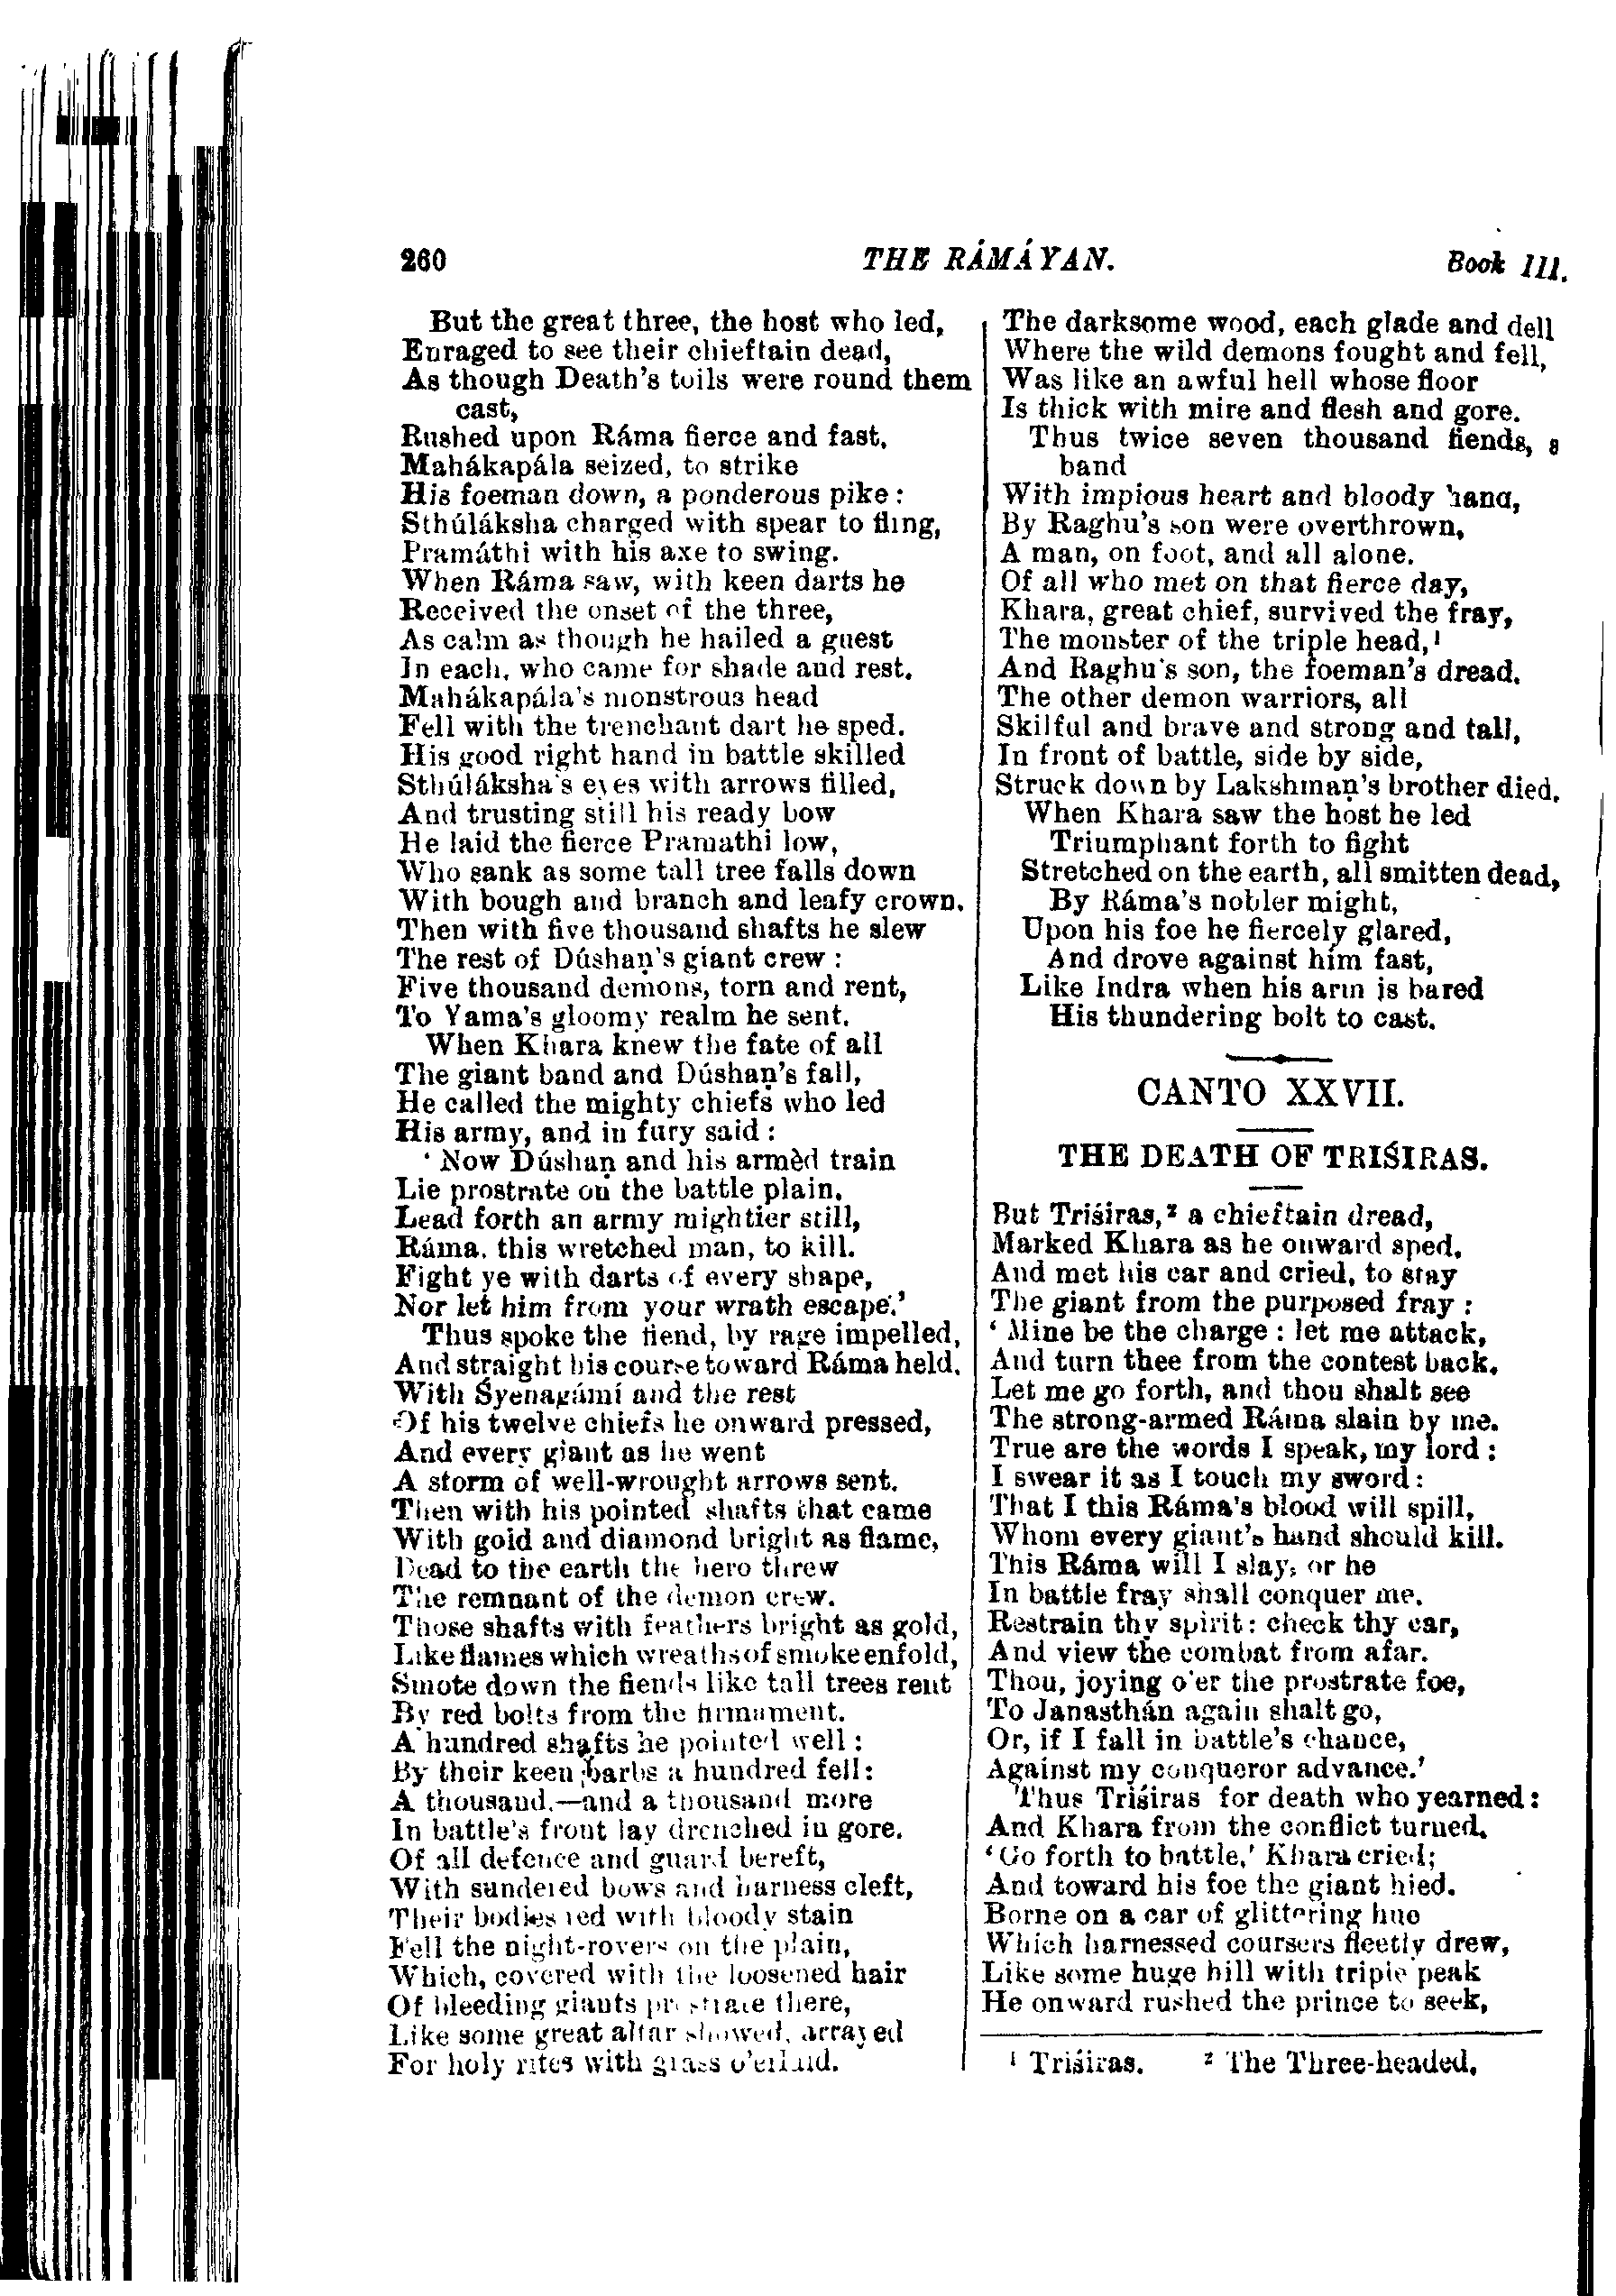 260
THE RÁMÁYAN.
Book III.
But the great three, the host who led,
Enraged to see their chieftain dead,
As though Death's toils were round them
cast,
Rushed upon Ráma fierce and fast.
Mahákapála seized, to strike
His foeman down, a ponderous pike:
Sthúláksha charged with spear to fling,
Pramáthi with his axe to swing.
When Ráma saw, with keen darts he
Received the onset of the three,
As calm as though he hailed a guest
In each, who came for shade and rest.
Mahákapála's monstrous head
Fell with the trenchant dart he sped.
His good right hand in battle skilled
Sthúláksha's eyes with arrows filled,
And trusting still his ready bow
He laid the fierce Pramathi low,
Who sank as some tall tree falls down
With bough and branch and leafy crown.
Then with five thousand shafts he slew
The rest of Dúshaṇ's giant crew:
Five thousand demons, torn and rent,
To Yama's gloomy realm he sent.
When Khara knew the fate of all
The giant band and Dúshaṇ's fall,
He called the mighty chiefs who led
His army, and in fury said:
'Now Dúshaṇ and his armèd train
Lie prostrate on the battle plain.
Lead forth an army mightier still,
Ráma, this wretched man, to kill.
Fight ye with darts of every shape,
Nor let him from your wrath escape.'
Thus spoke the fiend, by rage impelled,
And straight his course toward Ráma held.
With Śyenagámí and the rest
Of his twelve chiefs he onward pressed,
And every giant as he went
A storm of well-wrought arrows sent.
Then with his pointed shafts that came
With gold and diamond bright as flame,
Dead to the earth the hero threw
The remnant of the demon crew.
Those shafts with feathers bright as gold,
Like flames which wreaths of smoke enfold,
Smote down the fiends like tall trees rent
By red bolts from the firmament.
A hundred shafts he pointed well:
By their keen barbs a hundred fell:
A thousand,—and a thousand more
In battle's front lay drenched in gore.
Of all defence and guard bereft,
With sundered bows and harness cleft,
Their bodies red with bloody stain
Fell the night-rovers on the plain,
Which, covered with the loosened hair
Of bleeding giants prostrate there,
Like some great altar showed, arrayed
For holy rites with grass o'erlaid.
The darksome wood, each glade and dell
Where the wild demons fought and fell,
Was like an awful hell whose floor
Is thick with mire and flesh and gore.
Thus twice seven thousand fiends, a
band
With impious heart and bloody hand,
By Raghu's son were overthrown,
A man, on foot, and all alone.
Of all who met on that fierce day,
Khara, great chief, survived the fray,
The monster of the triple head,¹
And Raghu's son, the foeman's dread.
The other demon warriors, all
Skilful and brave and strong and tall,
In front of battle, side by side,
Struck down by Lakshmaṇ's brother died.
When Khara saw the host he led
Triumphant forth to fight
Stretched on the earth, all smitten dead,
By Ráma's nobler might,
Upon his foe he fiercely glared,
And drove against him fast,
Like Indra when his arm is bared
His thundering bolt to cast.
CANTO XXVII.
THE DEATH OF TRIŚIRAS.
But Triśiras,² a chieftain dread,
Marked Khara as he onward sped.
And met his car and cried, to stay
The giant from the purposed fray:
'Mine be the charge: let me attack,
And turn thee from the contest back.
Let me go forth, and thou shalt see
The strong-armed Ráma slain by me.
True are the words I speak, my lord:
I swear it as I touch my sword:
That I this Ráma's blood will spill,
Whom every giant's hand should kill.
This Ráma will I slay, or he
In battle fray shall conquer me.
Restrain thy spirit: check thy car,
And view the combat from afar.
Thou, joying o'er the prostrate foe,
To Janasthán again shalt go,
Or, if I fall in battle's chance,
Against my conqueror advance.'
Thus Triśiras for death who yearned:
And Khara from the conflict turned.
'Go forth to battle,' Khara cried;
And toward his foe the giant hied.
Borne on a car of glittering hue
Which harnessed coursers fleetly drew,
Like some huge hill with triple peak
He onward rushed the prince to seek,
¹ Triśiras.
² The Three-headed.